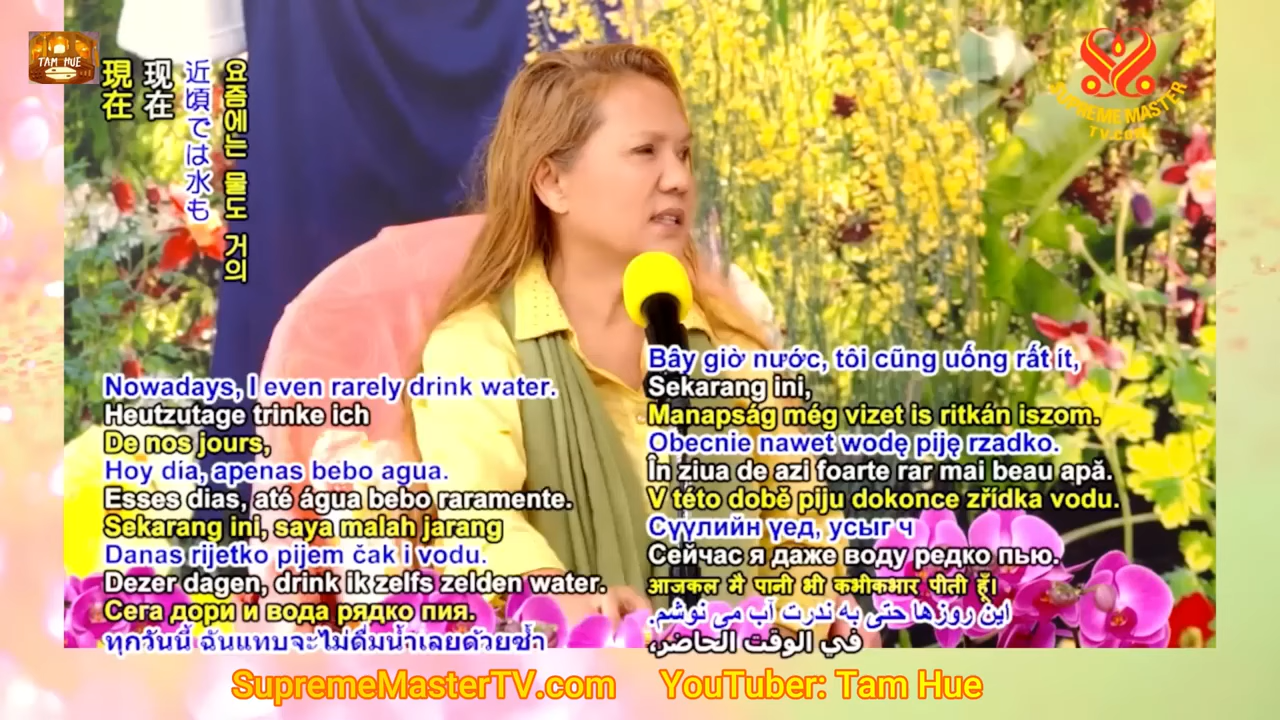 TAM HUE
SUPREME MASTER
TV.COM
現在
现在
近頃では水も
요즘에는 물도 거의
Nowadays, I even rarely drink water.
Heutzutage trinke ich
De nos jours,
Hoy día, apenas bebo agua.
Esses dias, até água bebo raramente.
Sekarang ini, saya malah jarang
Danas rijetko pijem čak i vodu.
Dezer dagen, drink ik zelfs zelden water.
Сега дори и вода рядко пия.
ทุกวันนี้ ฉันแทบจะไม่ดื่มน้ำเลยด้วยซ้ำ
Bây giờ nước, tôi cũng uống rất ít,
Sekarang ini,
Manapság még vizet is ritkán iszom.
Obecnie nawet wodę piję rzadko.
În ziua de azi foarte rar mai beau apă.
V této době piju dokonce zřídka vodu.
Сүүлийн үед, усыг ч
Сейчас я даже воду редко пью.
आजकल मै पानी भी कभीकभार पीती हूँ।
این روزها حتی به ندرت آب می نوشم.
في الوقت الحاضر،
SupremeMasterTV.com YouTuber: Tam Hue